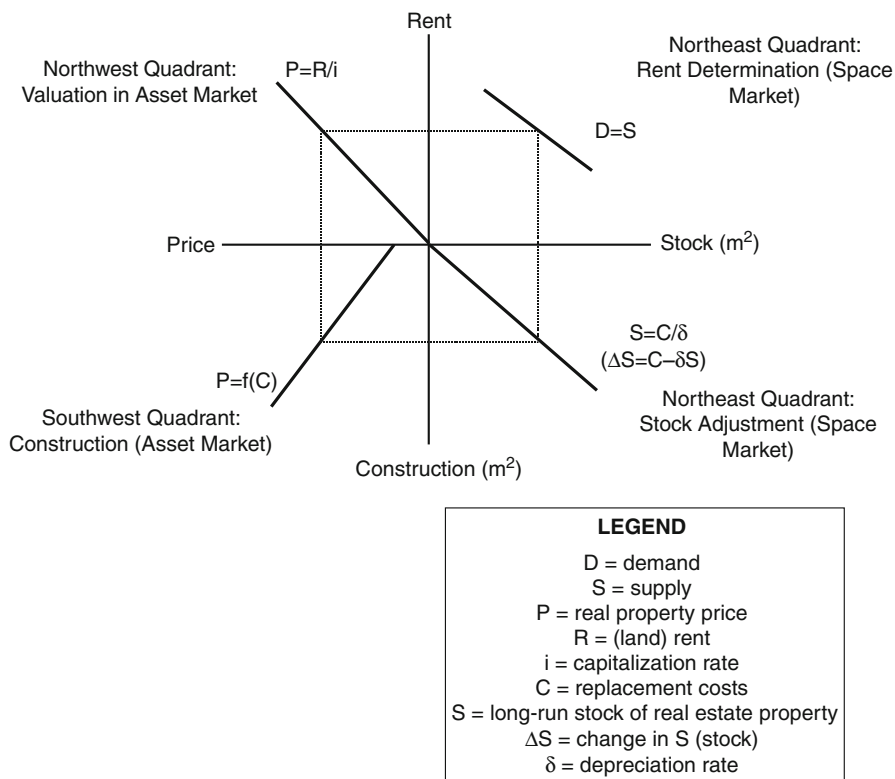 Rent
Northwest Quadrant:
Valuation in Asset Market
P=R/i
Northeast Quadrant:
Rent Determination (Space
Market)
D=S
Price
Stock (m²)
P=f(C)
Southwest Quadrant:
Construction (Asset Market)
S=C/δ
(ΔS=C–δS)
Northeast Quadrant:
Stock Adjustment (Space
Market)
Construction (m²)
LEGEND
D = demand
S = supply
P = real property price
R = (land) rent
i = capitalization rate
C = replacement costs
S = long-run stock of real estate property
ΔS = change in S (stock)
δ = depreciation rate